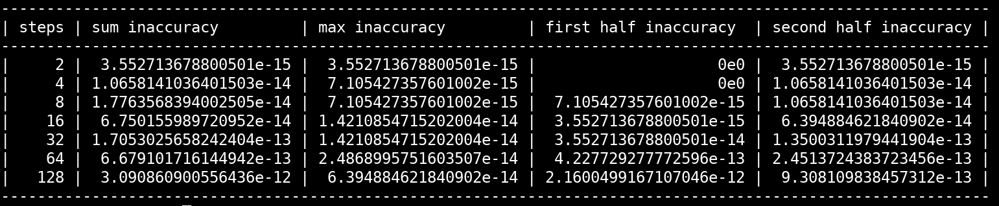 | steps | sum inaccuracy         | max inaccuracy         | first half inaccuracy  | second half inaccuracy |
|     2 |  3.552713678800501e-15 |  3.552713678800501e-15 |                    0e0 |  3.552713678800501e-15 |
|     4 | 1.0658141036401503e-14 |  7.105427357601002e-15 |                    0e0 | 1.0658141036401503e-14 |
|     8 | 1.7763568394002505e-14 |  7.105427357601002e-15 |  7.105427357601002e-15 | 1.0658141036401503e-14 |
|    16 |  6.750155989720952e-14 | 1.4210854715202004e-14 |  3.552713678800501e-15 |  6.394884621840902e-14 |
|    32 | 1.7053025658242404e-13 | 1.4210854715202004e-14 |  3.552713678800501e-14 | 1.3500311979441904e-13 |
|    64 |  6.679101716144942e-13 | 2.4868995751603507e-14 |  4.227729277772596e-13 | 2.4513724383723456e-13 |
|   128 |  3.090860900556436e-12 |  6.394884621840902e-14 | 2.1600499167107046e-12 |  9.308109838457312e-13 |